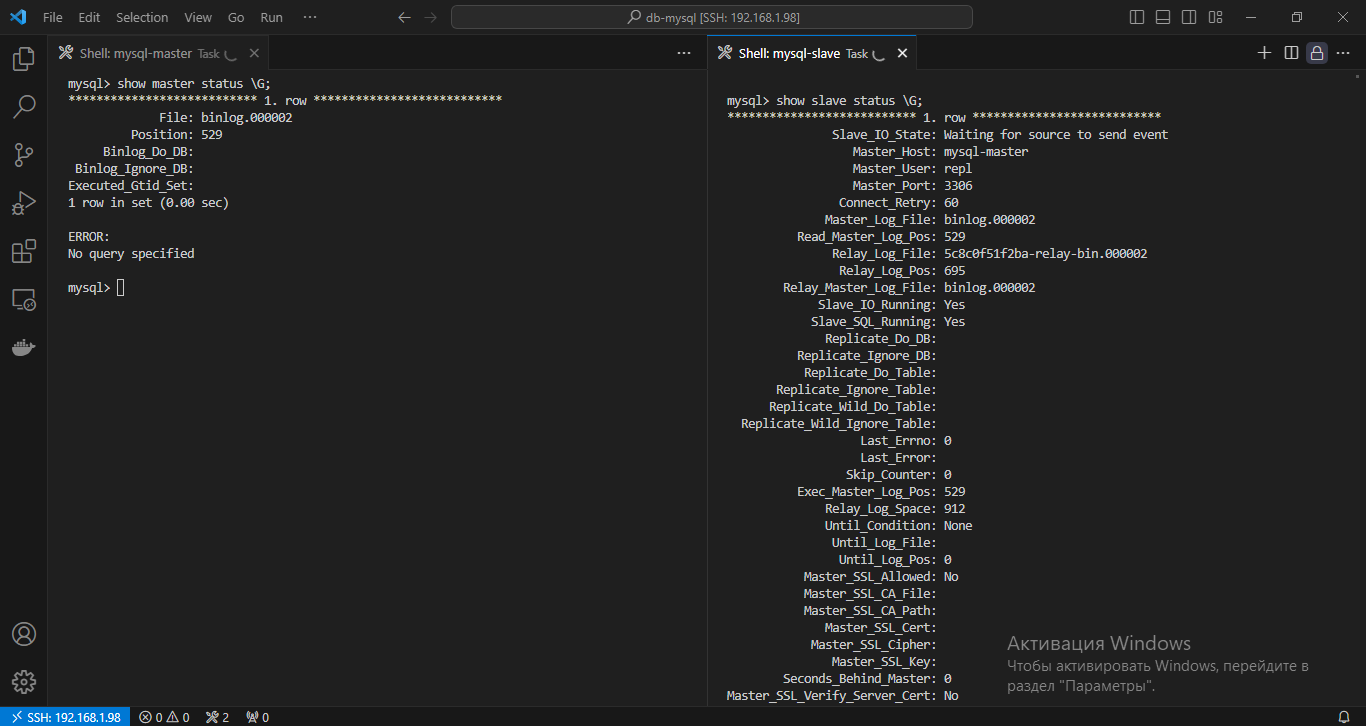 File Edit Selection View Go Run ··· ← → db-mysql [SSH: 192.168.1.98]
Shell: mysql-master Task
mysql> show master status \G;
*************************** 1. row ***************************
File: binlog.000002
Position: 529
Binlog_Do_DB:
Binlog_Ignore_DB:
Executed_Gtid_Set:
1 row in set (0.00 sec)
ERROR:
No query specified
mysql>
Shell: mysql-slave Task
mysql> show slave status \G;
*************************** 1. row ***************************
Slave_IO_State: Waiting for source to send event
Master_Host: mysql-master
Master_User: repl
Master_Port: 3306
Connect_Retry: 60
Master_Log_File: binlog.000002
Read_Master_Log_Pos: 529
Relay_Log_File: 5c8c0f51f2ba-relay-bin.000002
Relay_Log_Pos: 695
Relay_Master_Log_File: binlog.000002
Slave_IO_Running: Yes
Slave_SQL_Running: Yes
Replicate_Do_DB:
Replicate_Ignore_DB:
Replicate_Do_Table:
Replicate_Ignore_Table:
Replicate_Wild_Do_Table:
Replicate_Wild_Ignore_Table:
Last_Errno: 0
Last_Error:
Skip_Counter: 0
Exec_Master_Log_Pos: 529
Relay_Log_Space: 912
Until_Condition: None
Until_Log_File:
Until_Log_Pos: 0
Master_SSL_Allowed: No
Master_SSL_CA_File:
Master_SSL_CA_Path:
Master_SSL_Cert:
Master_SSL_Cipher:
Master_SSL_Key:
Seconds_Behind_Master: 0
Master_SSL_Verify_Server_Cert: No
Активация Windows
Чтобы активировать Windows, перейдите в
раздел "Параметры".
SSH: 192.168.1.98 0 0 2 0